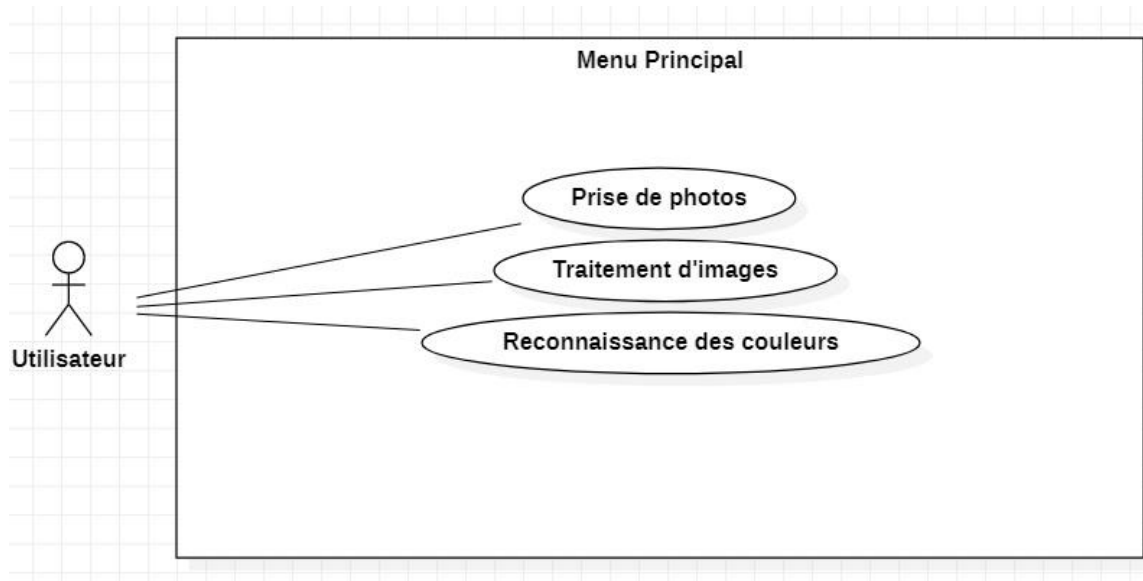 Menu Principal
Prise de photos
Traitement d'images
Reconnaissance des couleurs
Utilisateur